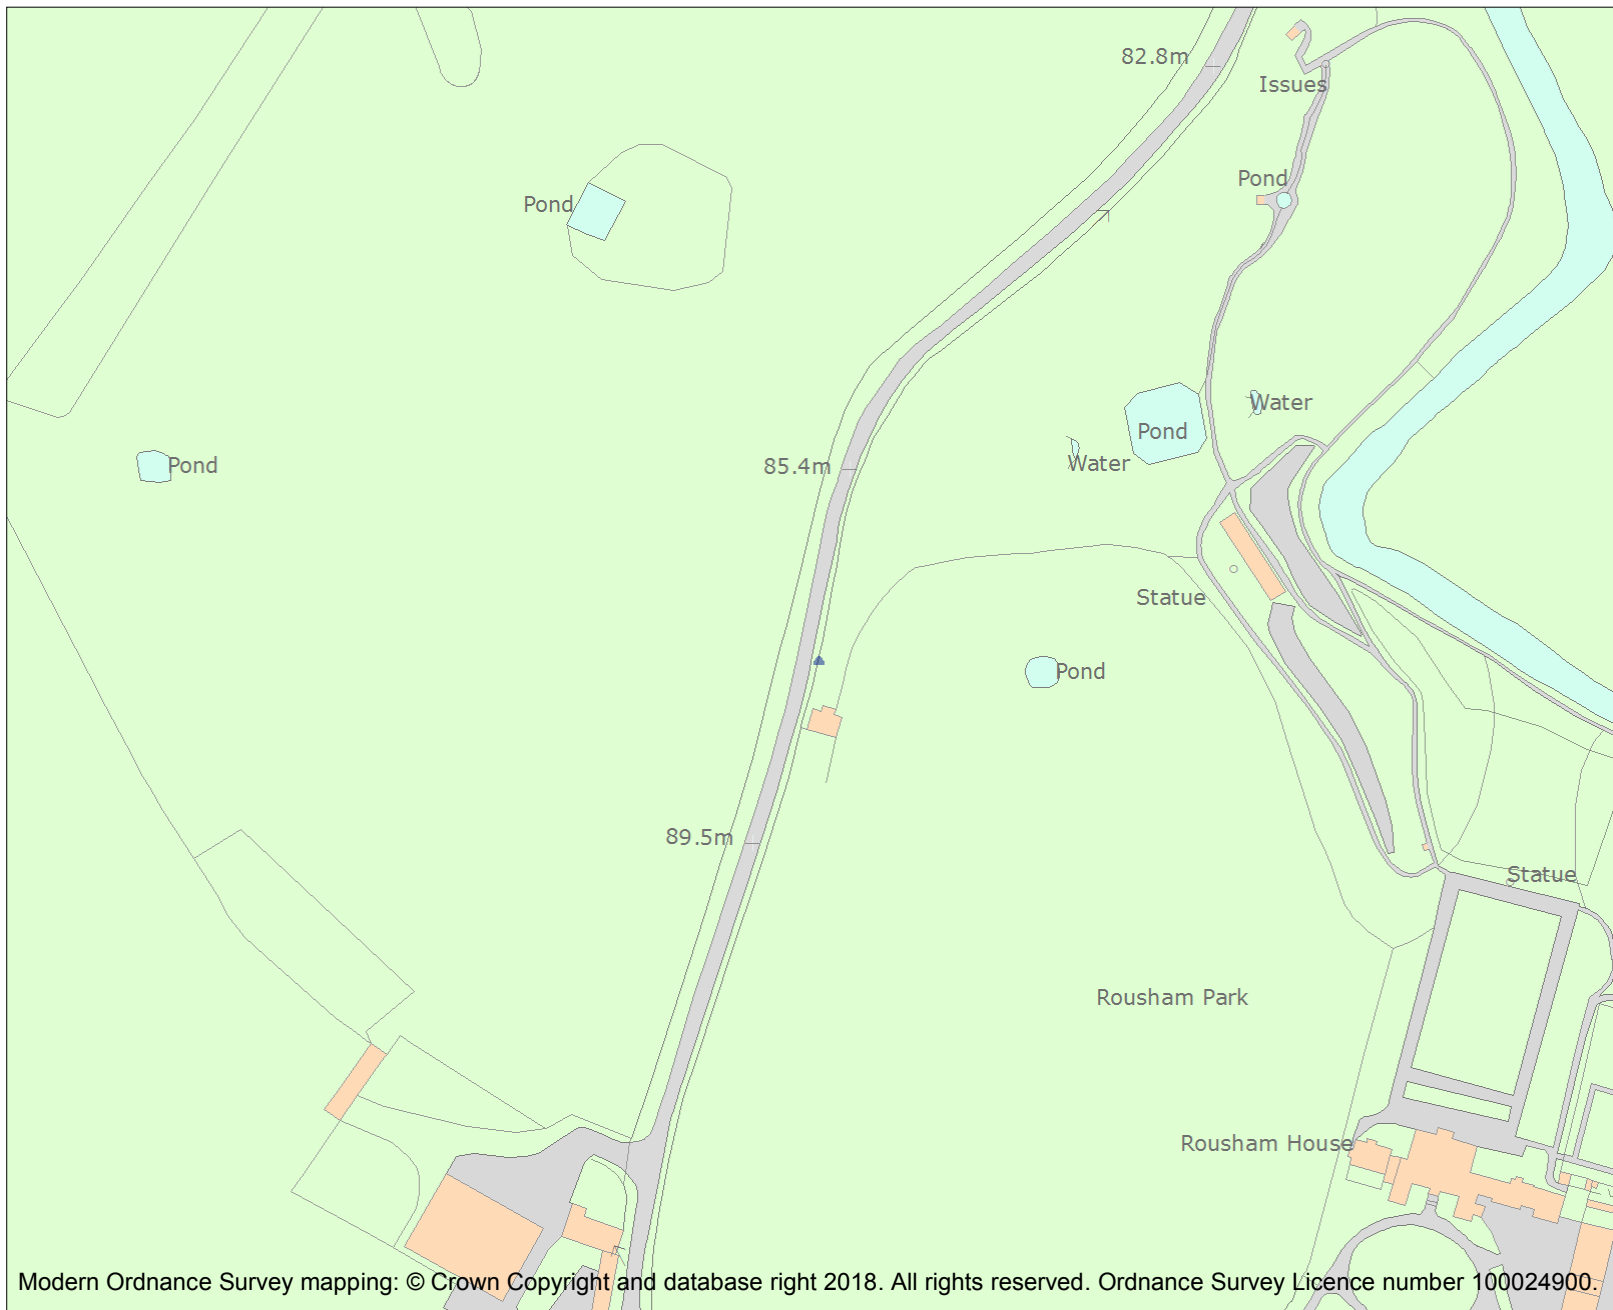 82.8m
Issues
Pond
Pond
Water
Pond
Water
85.4m
Pond
Statue
Pond
89.5m
Statue
Rousham Park
Rousham House
Modern Ordnance Survey mapping: © Crown Copyright and database right 2018. All rights reserved. Ordnance Survey Licence number 100024900.